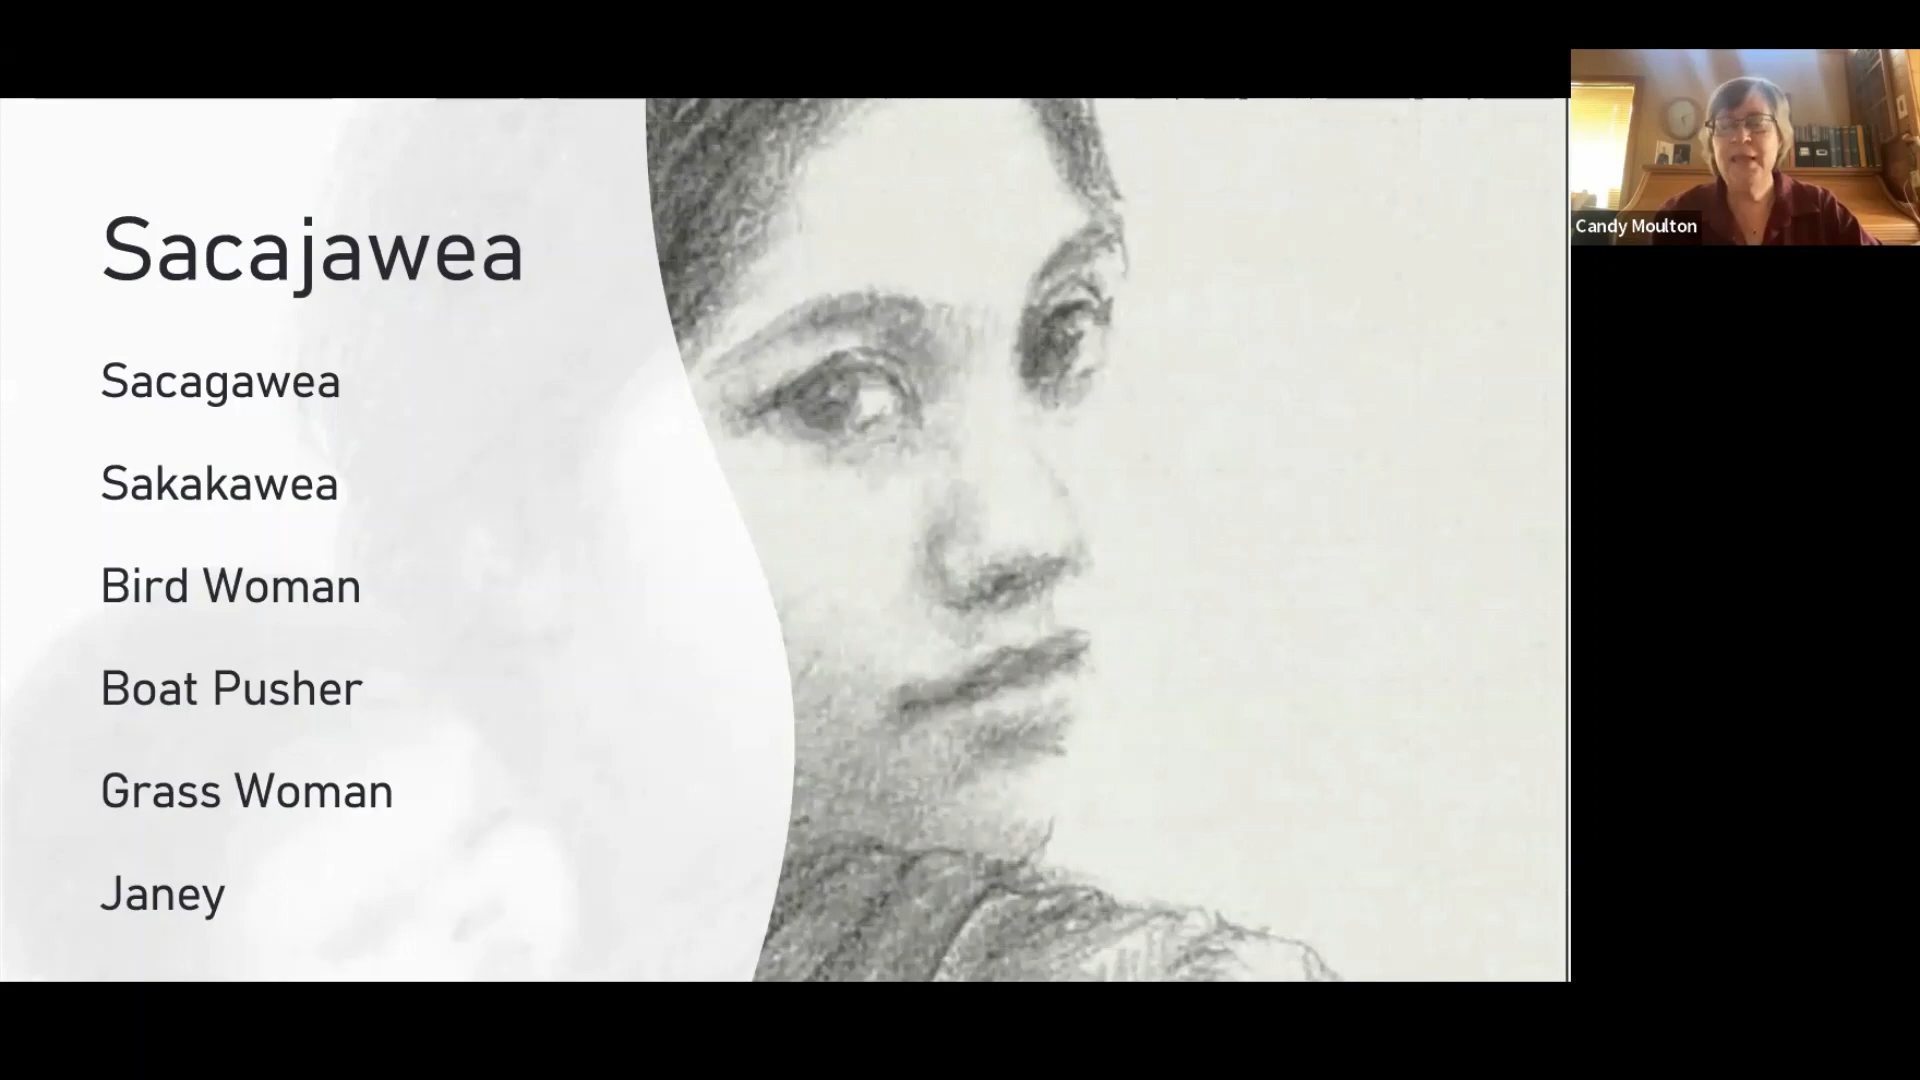 Sacajawea
Sacagawea
Sakakawea
Bird Woman
Boat Pusher
Grass Woman
Janey
Candy Moulton